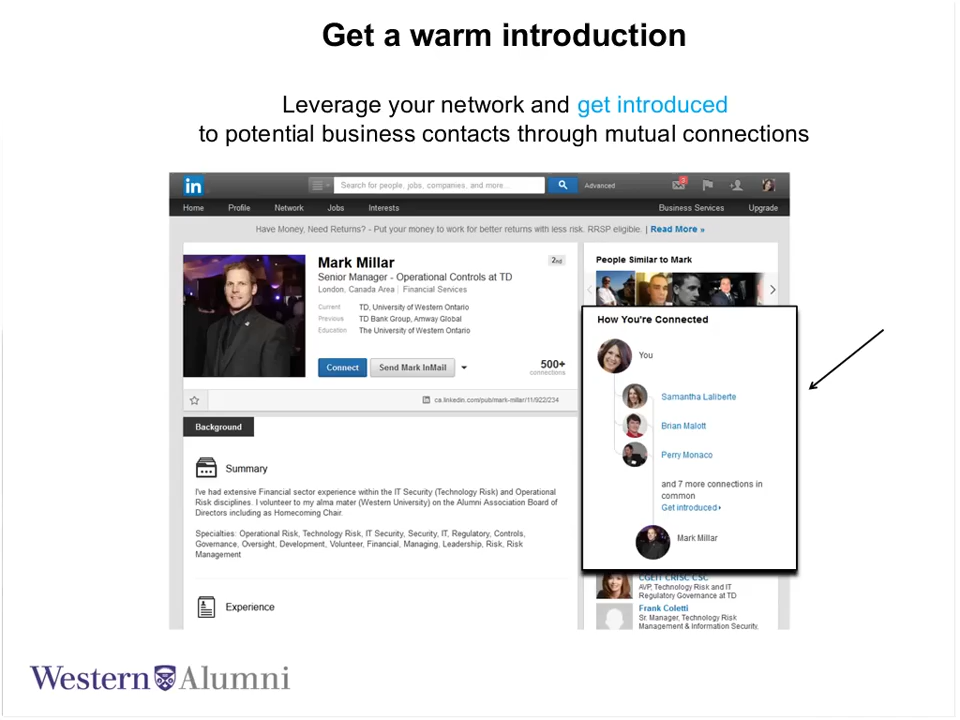 Get a warm introduction
Leverage your network and get introduced
to potential business contacts through mutual connections
in
Search for people, jobs, companies, and more...
Advanced
Home Profile Network Jobs Interests
Business Services Upgrade
Have Money, Need Returns? - Put your money to work for better returns with less risk. RRSP eligible. | Read More »
Mark Millar
2nd
Senior Manager - Operational Controls at TD
London, Canada Area | Financial Services
Current TD, University of Western Ontario
Previous TD Bank Group, Amway Global
Education The University of Western Ontario
Connect Send Mark InMail
500+
connections
ca.linkedin.com/pub/mark-millar/11/922/234
Background
Summary
I've had extensive Financial sector experience within the IT Security (Technology Risk) and Operational
Risk disciplines. I volunteer to my alma mater (Western University) on the Alumni Association Board of
Directors including as Homecoming Chair.
Specialties: Operational Risk, Technology Risk, IT Security, Security, IT, Regulatory, Controls,
Governance, Oversight, Development, Volunteer, Financial, Managing, Leadership, Risk, Risk
Management
Experience
People Similar to Mark
How You're Connected
You
Samantha Laliberte
Brian Malott
Perry Monaco
and 7 more connections in
common
Get introduced
Mark Millar
CGEIT CRISC CSC
AVP, Technology Risk and IT
Regulatory Governance at TD
Frank Coletti
Sr. Manager, Technology Risk
Management & Information Security,
Western Alumni